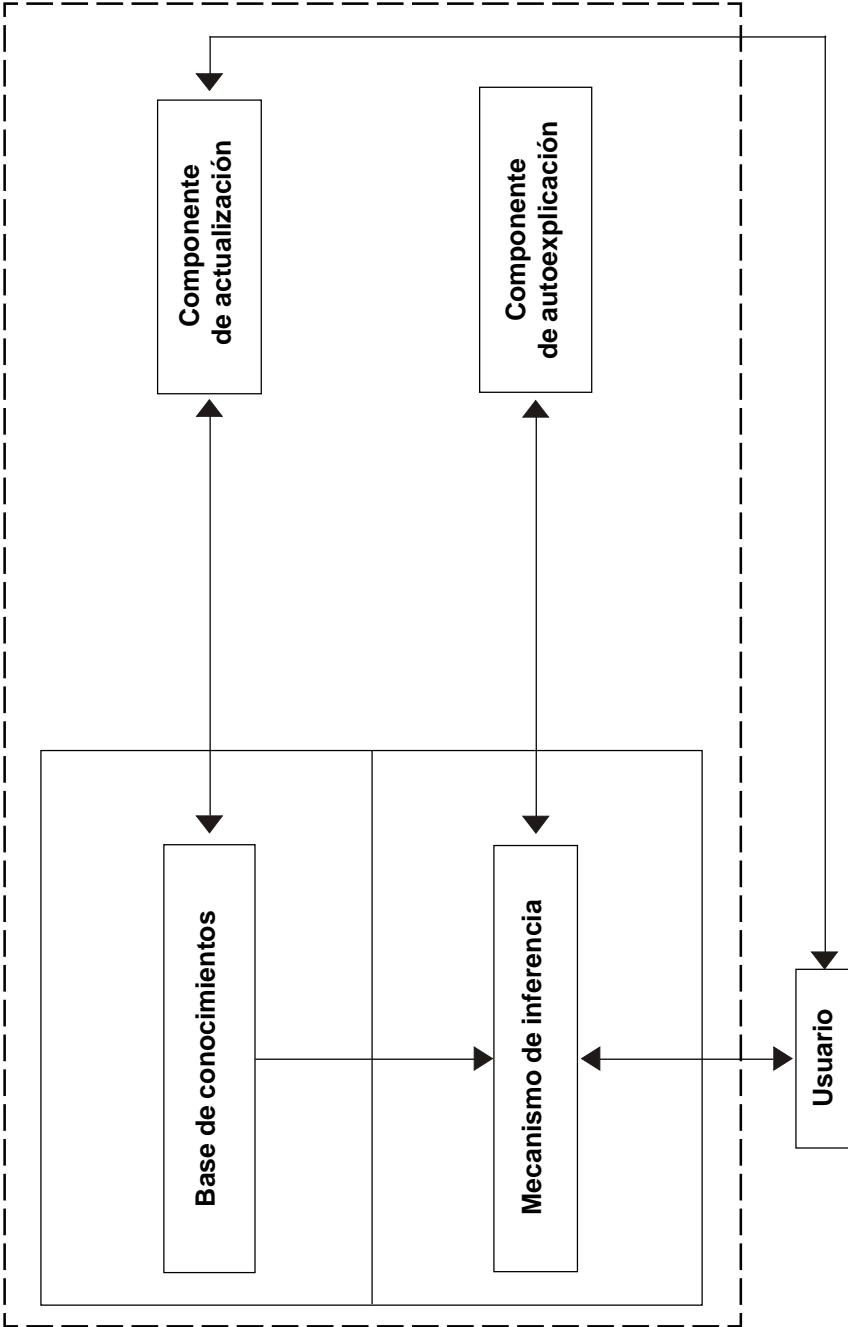 Base de conocimientos
Componente
de actualización
Mecanismo de inferencia
Componente
de autoexplicación
Usuario